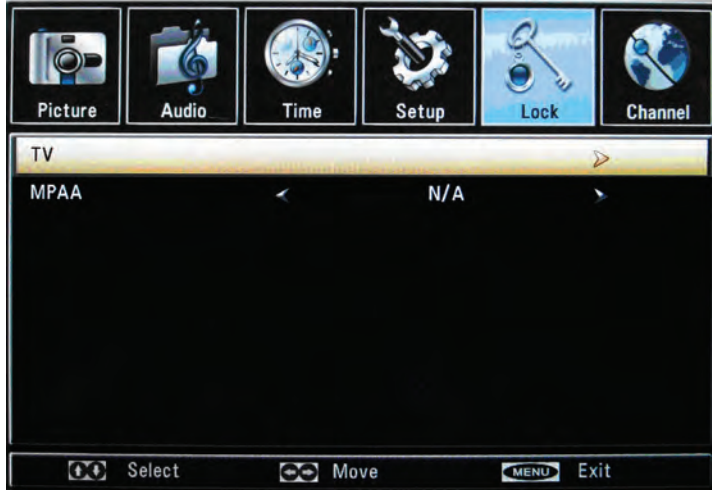 Picture Audio Time Setup Lock Channel
TV
MPAA N/A
Select Move MENU Exit